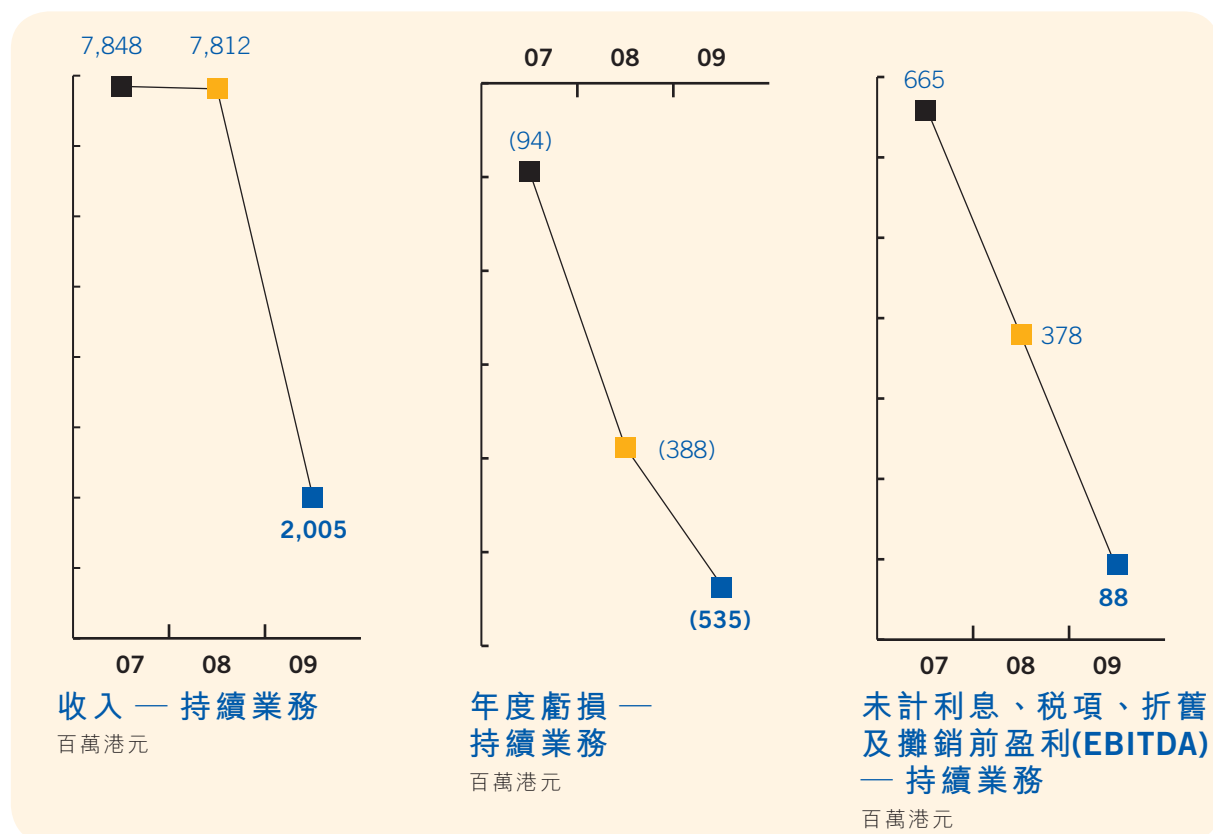 7,848 7,812
2,005
07 08 09
收入 — 持續業務
百萬港元
07 08 09
(94)
(388)
(535)
年度虧損 —
持續業務
百萬港元
665
378
88
07 08 09
未計利息、税項、折舊
及攤銷前盈利(EBITDA)
— 持續業務
百萬港元